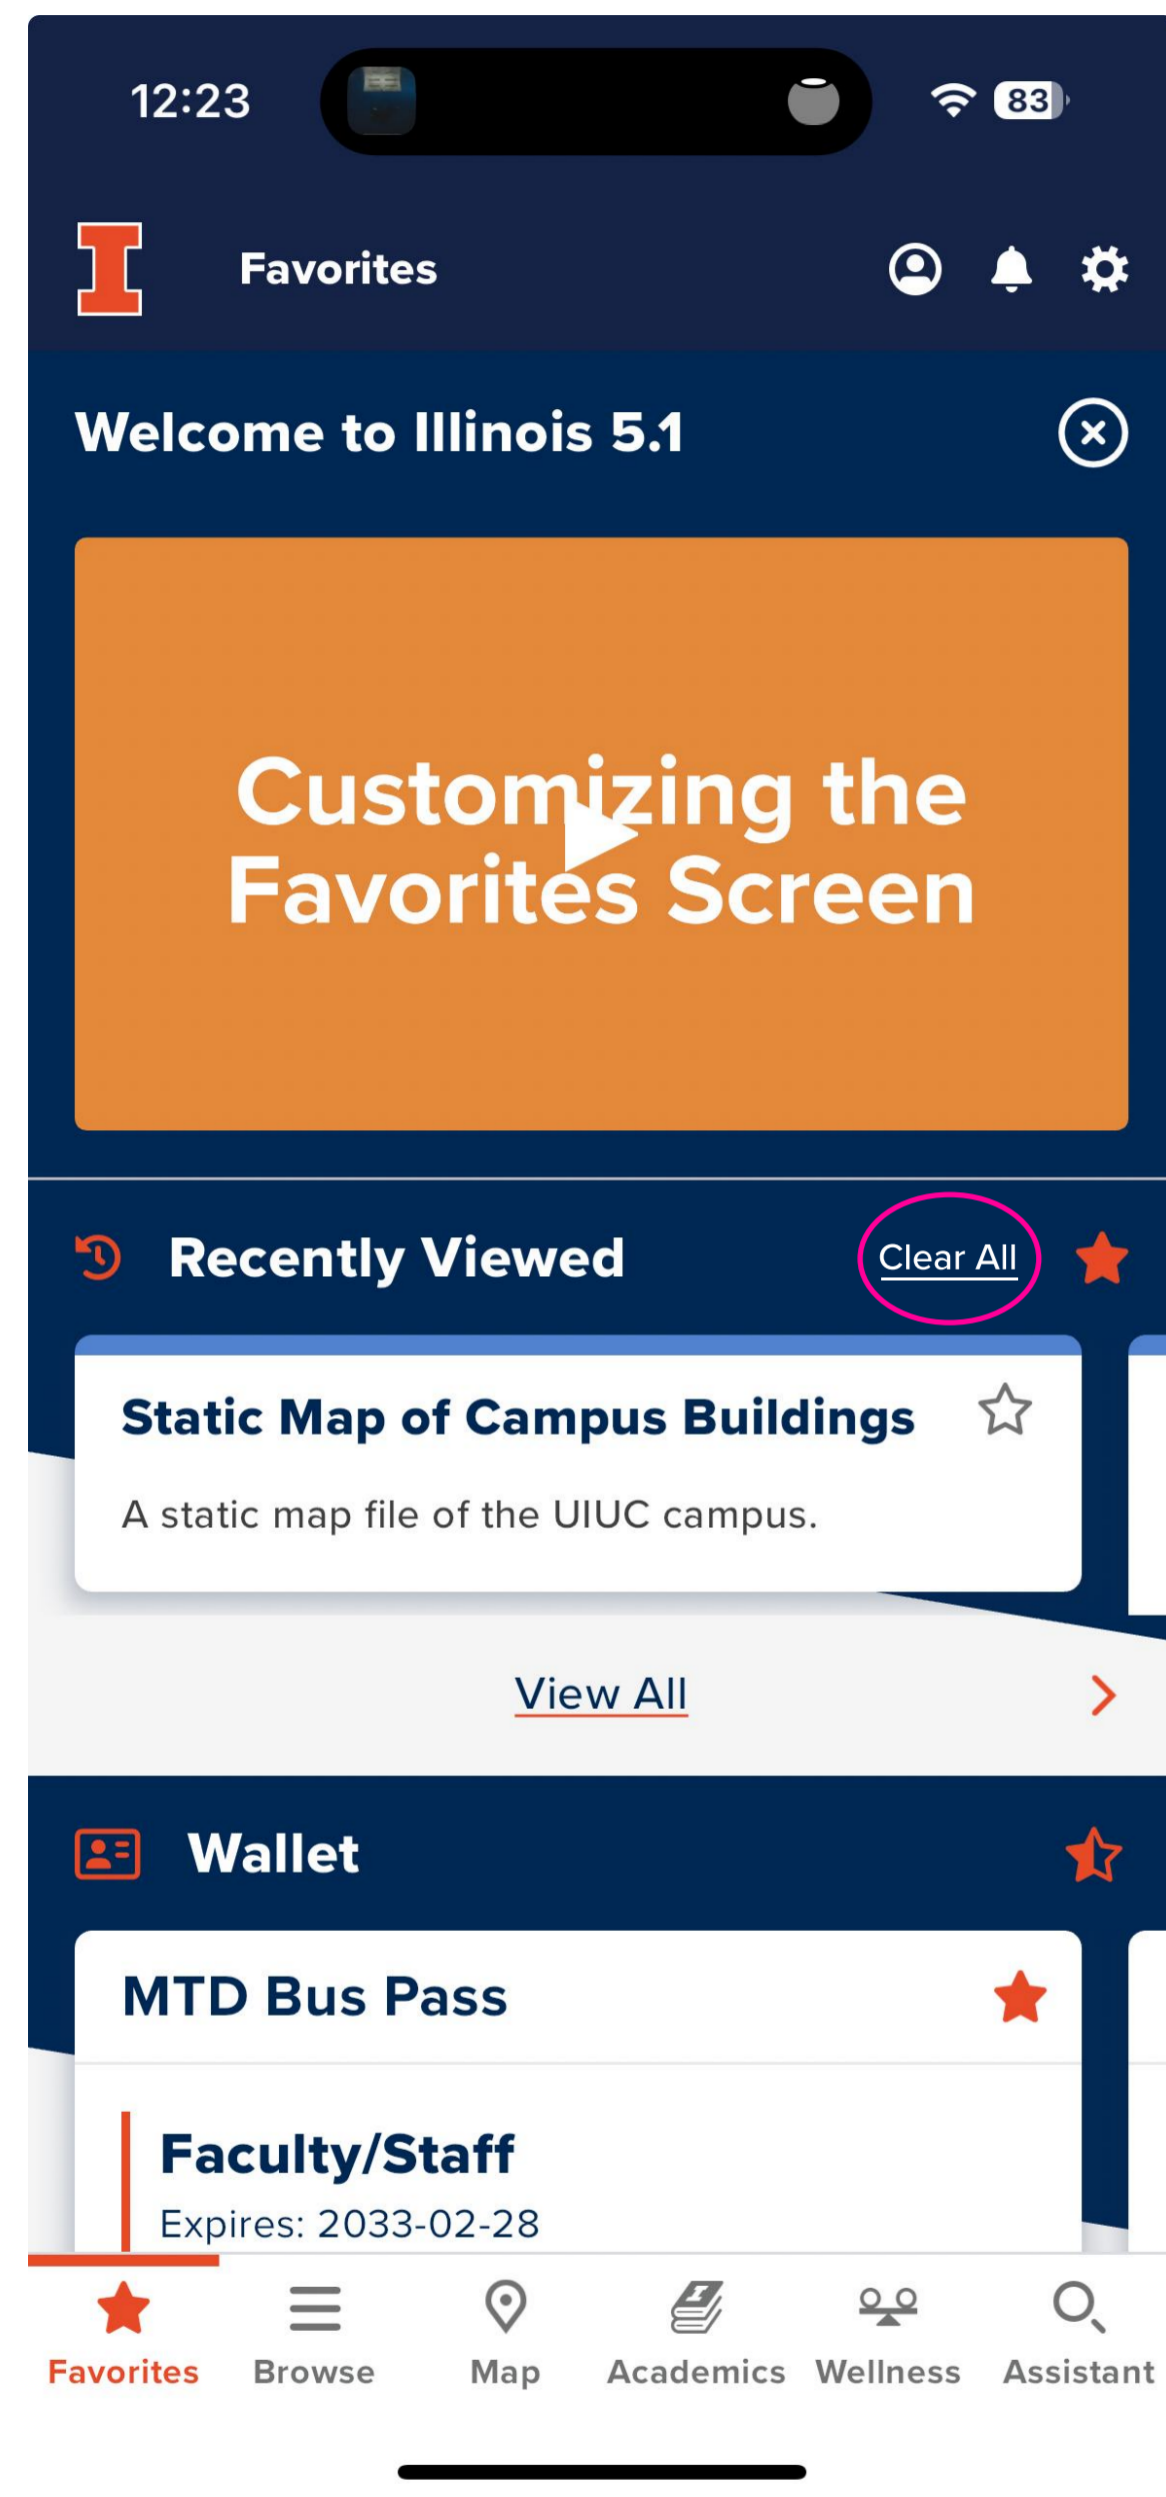 12:23
83
Favorites
Welcome to Illinois 5.1
Customizing the
Favorites Screen
Recently Viewed
Clear All
Static Map of Campus Buildings
A static map file of the UIUC campus.
View All
Wallet
MTD Bus Pass
Faculty/Staff
Expires: 2033-02-28
Favorites Browse Map Academics Wellness Assistant